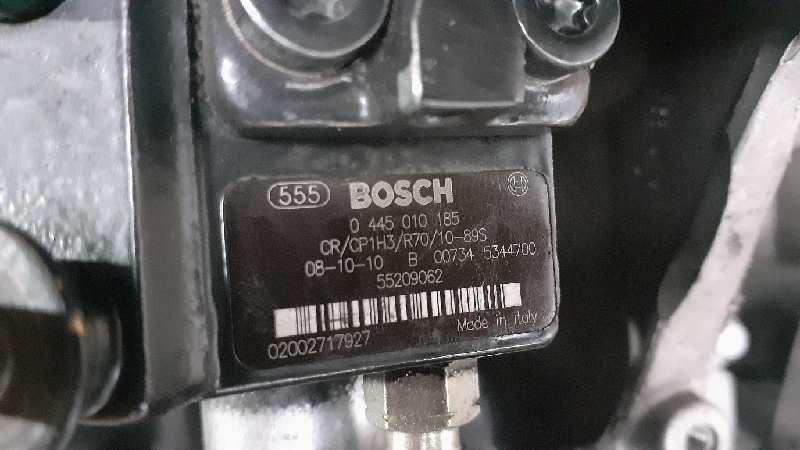 555 BOSCH
0 445 010 185
CR/CP1H3/R70/10-89S
08-10-10 B 00734 5344700
55209062
Made in italy
02002717927